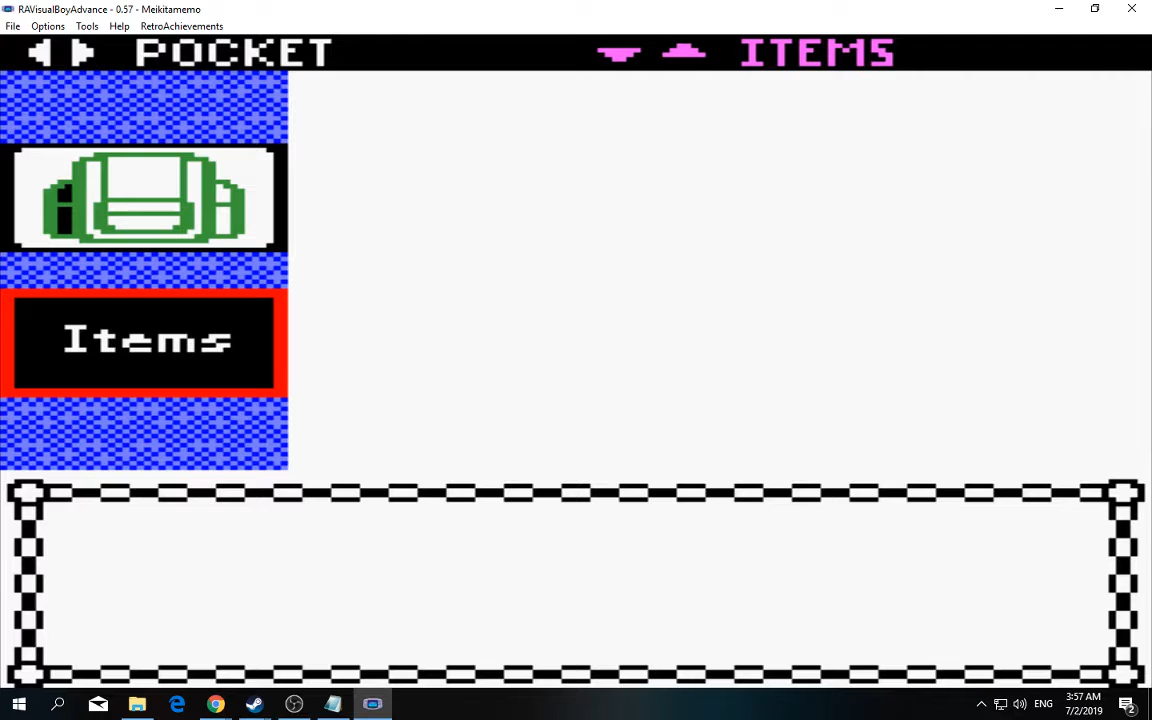 RAVisualBoyAdvance - 0.57 - Meikitamemo
File Options Tools Help RetroAchievements
POCKET ITEMS
Items
ENG
3:57 AM
7/2/2019
2